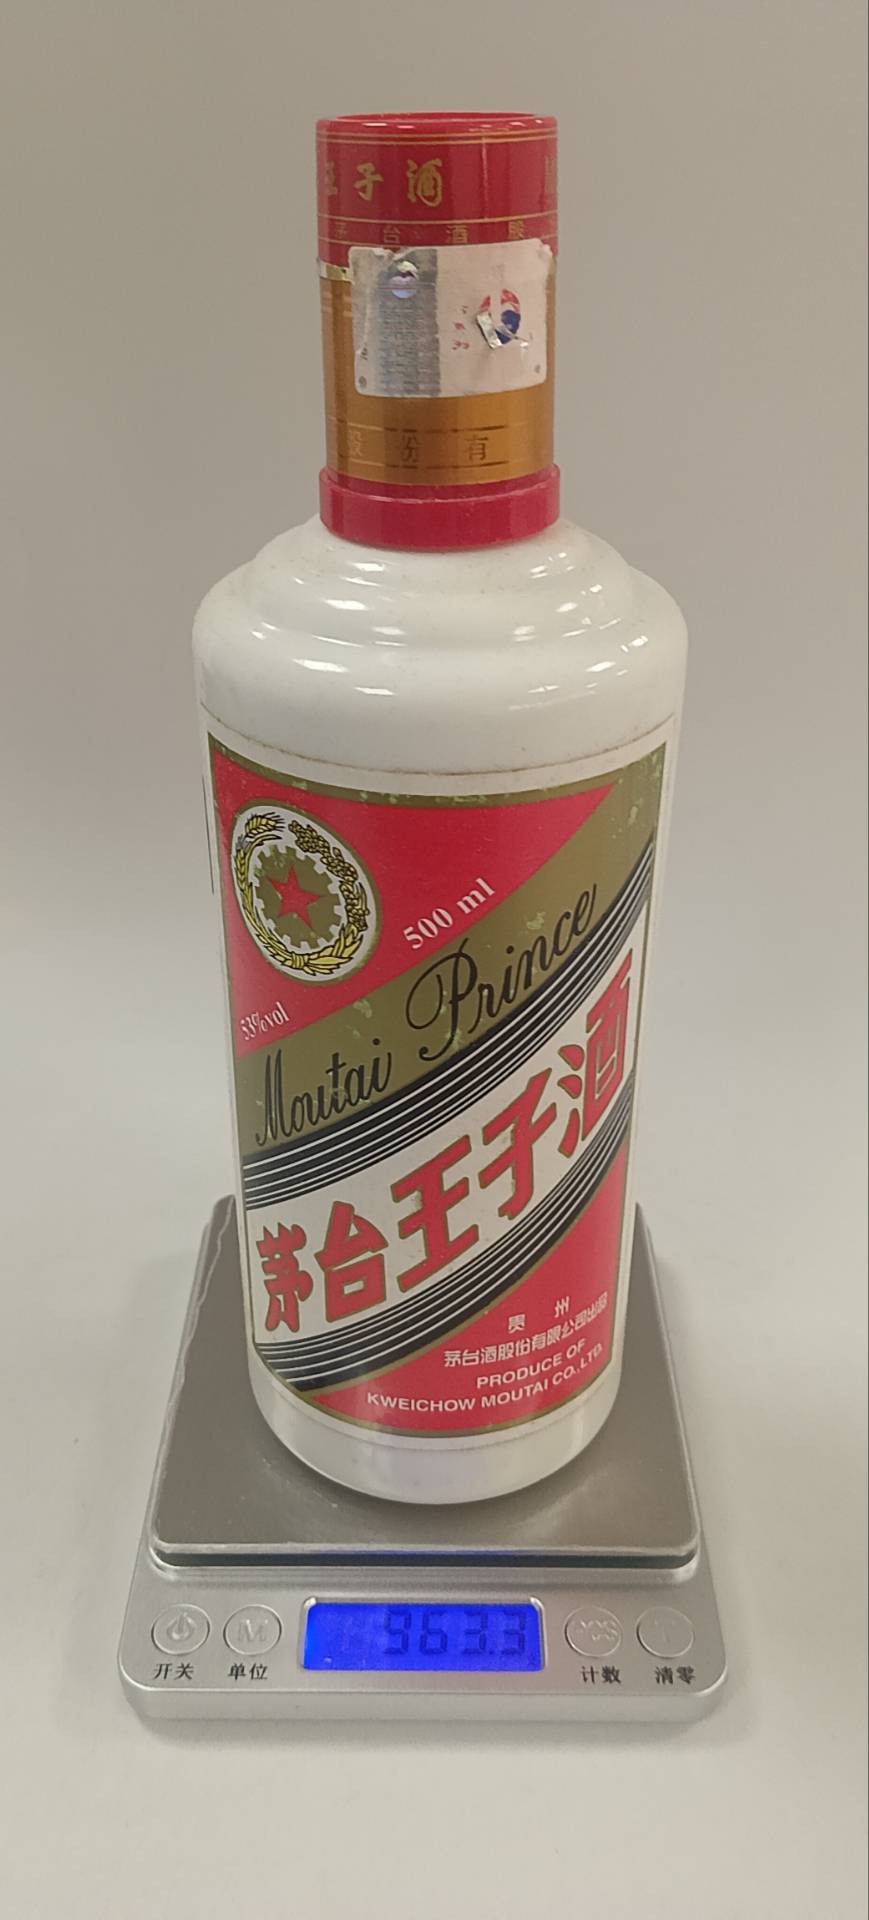 王子酒
茅台酒股
股份有
500 ml
53%vol
Moutai Prince
茅台王子酒
贵州
茅台酒股份有限公司出品
PRODUCE OF
KWEICHOW MOUTAI CO.,LTD.
963.3
M
开关
单位
计数
清零